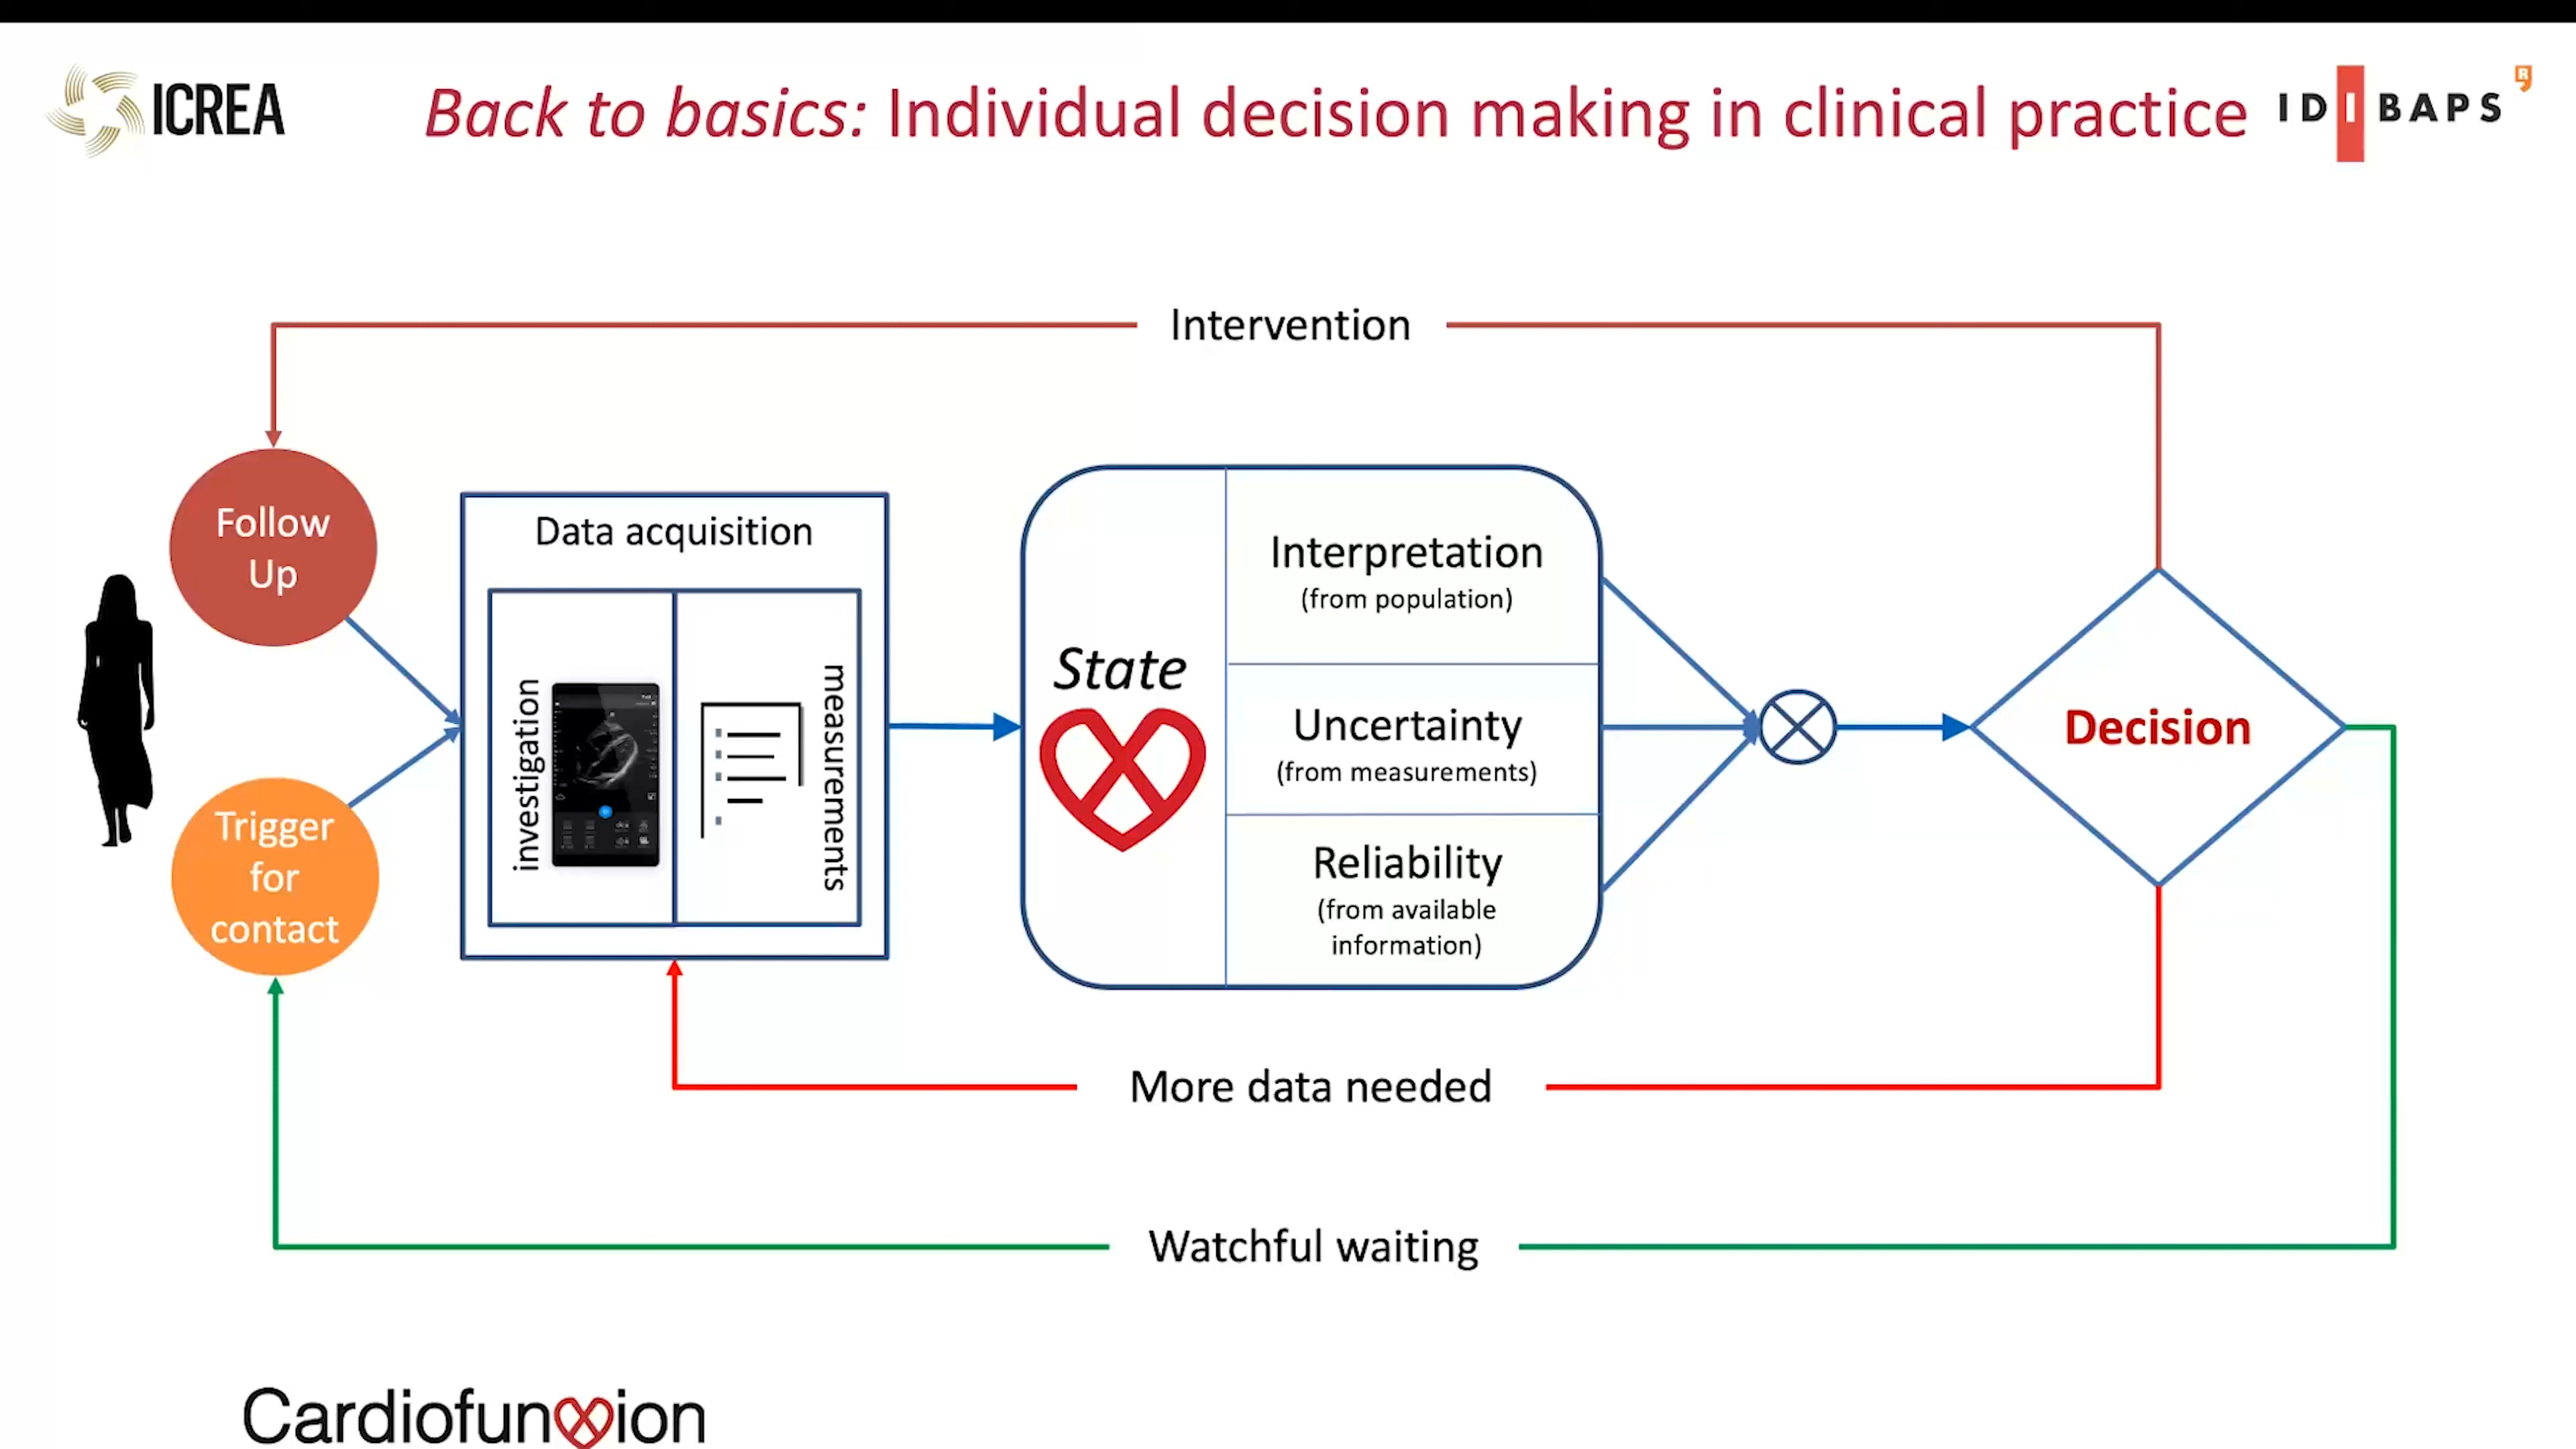 ICREA
Back to basics: Individual decision making in clinical practice
IDIBAPS
R
Intervention
Follow
Up
Data acquisition
investigation
measurements
Trigger
for
contact
State
Interpretation
(from population)
Uncertainty
(from measurements)
Reliability
(from available
information)
Decision
More data needed
Watchful waiting
Cardiofunxion